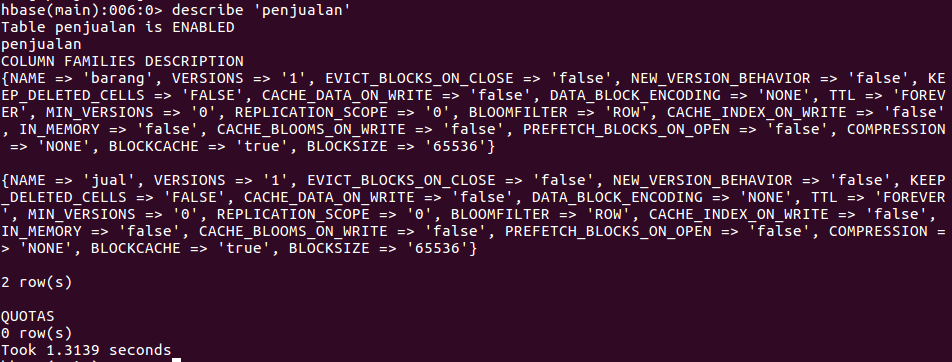 hbase(main):006:0> describe 'penjualan'
Table penjualan is ENABLED
penjualan
COLUMN FAMILIES DESCRIPTION
{NAME => 'barang', VERSIONS => '1', EVICT_BLOCKS_ON_CLOSE => 'false', NEW_VERSION_BEHAVIOR => 'false', KE
EP_DELETED_CELLS => 'FALSE', CACHE_DATA_ON_WRITE => 'false', DATA_BLOCK_ENCODING => 'NONE', TTL => 'FOREV
ER', MIN_VERSIONS => '0', REPLICATION_SCOPE => '0', BLOOMFILTER => 'ROW', CACHE_INDEX_ON_WRITE => 'false'
, IN_MEMORY => 'false', CACHE_BLOOMS_ON_WRITE => 'false', PREFETCH_BLOCKS_ON_OPEN => 'false', COMPRESSION
 => 'NONE', BLOCKCACHE => 'true', BLOCKSIZE => '65536'}
{NAME => 'jual', VERSIONS => '1', EVICT_BLOCKS_ON_CLOSE => 'false', NEW_VERSION_BEHAVIOR => 'false', KEEP
_DELETED_CELLS => 'FALSE', CACHE_DATA_ON_WRITE => 'false', DATA_BLOCK_ENCODING => 'NONE', TTL => 'FOREVER
', MIN_VERSIONS => '0', REPLICATION_SCOPE => '0', BLOOMFILTER => 'ROW', CACHE_INDEX_ON_WRITE => 'false',
IN_MEMORY => 'false', CACHE_BLOOMS_ON_WRITE => 'false', PREFETCH_BLOCKS_ON_OPEN => 'false', COMPRESSION =
> 'NONE', BLOCKCACHE => 'true', BLOCKSIZE => '65536'}
2 row(s)
QUOTAS
0 row(s)
Took 1.3139 seconds